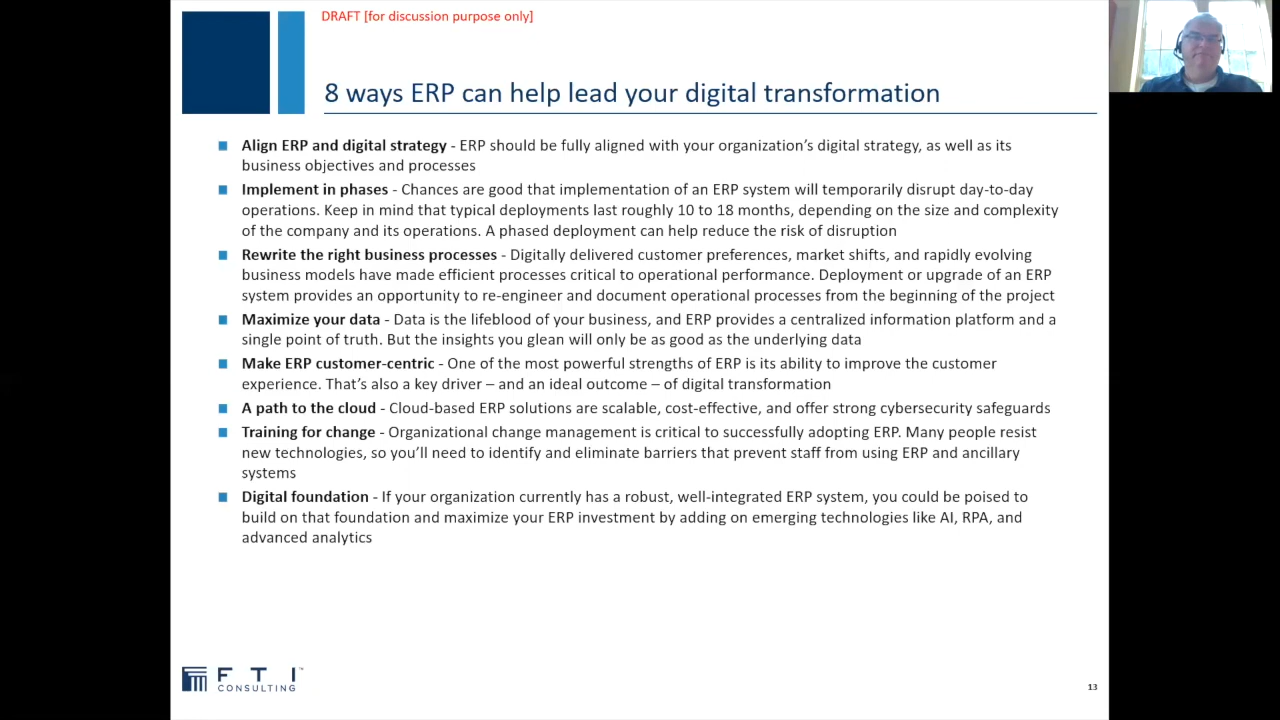 DRAFT [for discussion purpose only]
8 ways ERP can help lead your digital transformation
Align ERP and digital strategy - ERP should be fully aligned with your organization's digital strategy, as well as its
business objectives and processes
Implement in phases - Chances are good that implementation of an ERP system will temporarily disrupt day-to-day
operations. Keep in mind that typical deployments last roughly 10 to 18 months, depending on the size and complexity
of the company and its operations. A phased deployment can help reduce the risk of disruption
Rewrite the right business processes - Digitally delivered customer preferences, market shifts, and rapidly evolving
business models have made efficient processes critical to operational performance. Deployment or upgrade of an ERP
system provides an opportunity to re-engineer and document operational processes from the beginning of the project
Maximize your data - Data is the lifeblood of your business, and ERP provides a centralized information platform and a
single point of truth. But the insights you glean will only be as good as the underlying data
Make ERP customer-centric - One of the most powerful strengths of ERP is its ability to improve the customer
experience. That's also a key driver – and an ideal outcome – of digital transformation
A path to the cloud - Cloud-based ERP solutions are scalable, cost-effective, and offer strong cybersecurity safeguards
Training for change - Organizational change management is critical to successfully adopting ERP. Many people resist
new technologies, so you'll need to identify and eliminate barriers that prevent staff from using ERP and ancillary
systems
Digital foundation - If your organization currently has a robust, well-integrated ERP system, you could be poised to
build on that foundation and maximize your ERP investment by adding on emerging technologies like AI, RPA, and
advanced analytics
F T I ™
CONSULTING
13